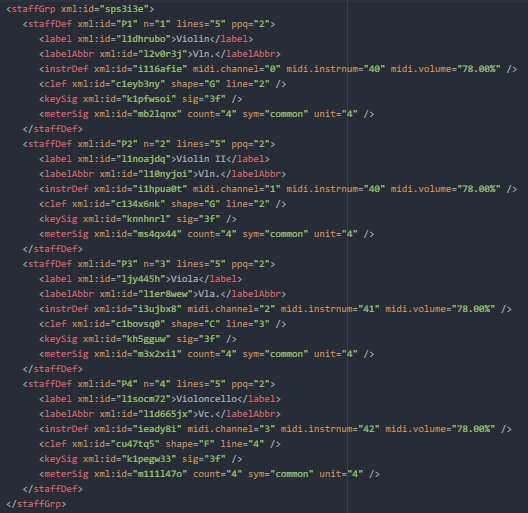 <staffGrp xml:id="sps3i3e">
<staffDef xml:id="P1" n="1" lines="5" ppq="2">
<label xml:id="l1dhrubo">Violin</label>
<labelAbbr xml:id="l2v0r3j">Vln.</labelAbbr>
<instrDef xml:id="i116afie" midi.channel="0" midi.instrnum="40" midi.volume="78.00%" />
<clef xml:id="c1eyb3ny" shape="G" line="2" />
<keySig xml:id="k1pfwsoi" sig="3f" />
<meterSig xml:id="mb2lqnx" count="4" sym="common" unit="4" />
</staffDef>
<staffDef xml:id="P2" n="2" lines="5" ppq="2">
<label xml:id="l1noajdq">Violin II</label>
<labelAbbr xml:id="l10nyjoi">Vln.</labelAbbr>
<instrDef xml:id="i1hpua0t" midi.channel="1" midi.instrnum="40" midi.volume="78.00%" />
<clef xml:id="c134x6nk" shape="G" line="2" />
<keySig xml:id="knnhnrl" sig="3f" />
<meterSig xml:id="ms4qx44" count="4" sym="common" unit="4" />
</staffDef>
<staffDef xml:id="P3" n="3" lines="5" ppq="2">
<label xml:id="ljy445h">Viola</label>
<labelAbbr xml:id="l1er8wew">Vla.</labelAbbr>
<instrDef xml:id="i3ujbx8" midi.channel="2" midi.instrnum="41" midi.volume="78.00%" />
<clef xml:id="c1bovsq0" shape="C" line="3" />
<keySig xml:id="kh5gguw" sig="3f" />
<meterSig xml:id="m3x2xi1" count="4" sym="common" unit="4" />
</staffDef>
<staffDef xml:id="P4" n="4" lines="5" ppq="2">
<label xml:id="l1socm72">Violoncello</label>
<labelAbbr xml:id="l1d665jx">Vc.</labelAbbr>
<instrDef xml:id="ieady8i" midi.channel="3" midi.instrnum="42" midi.volume="78.00%" />
<clef xml:id="cu47tq5" shape="F" line="4" />
<keySig xml:id="k1pegw33" sig="3f" />
<meterSig xml:id="m111l47o" count="4" sym="common" unit="4" />
</staffDef>
</staffGrp>